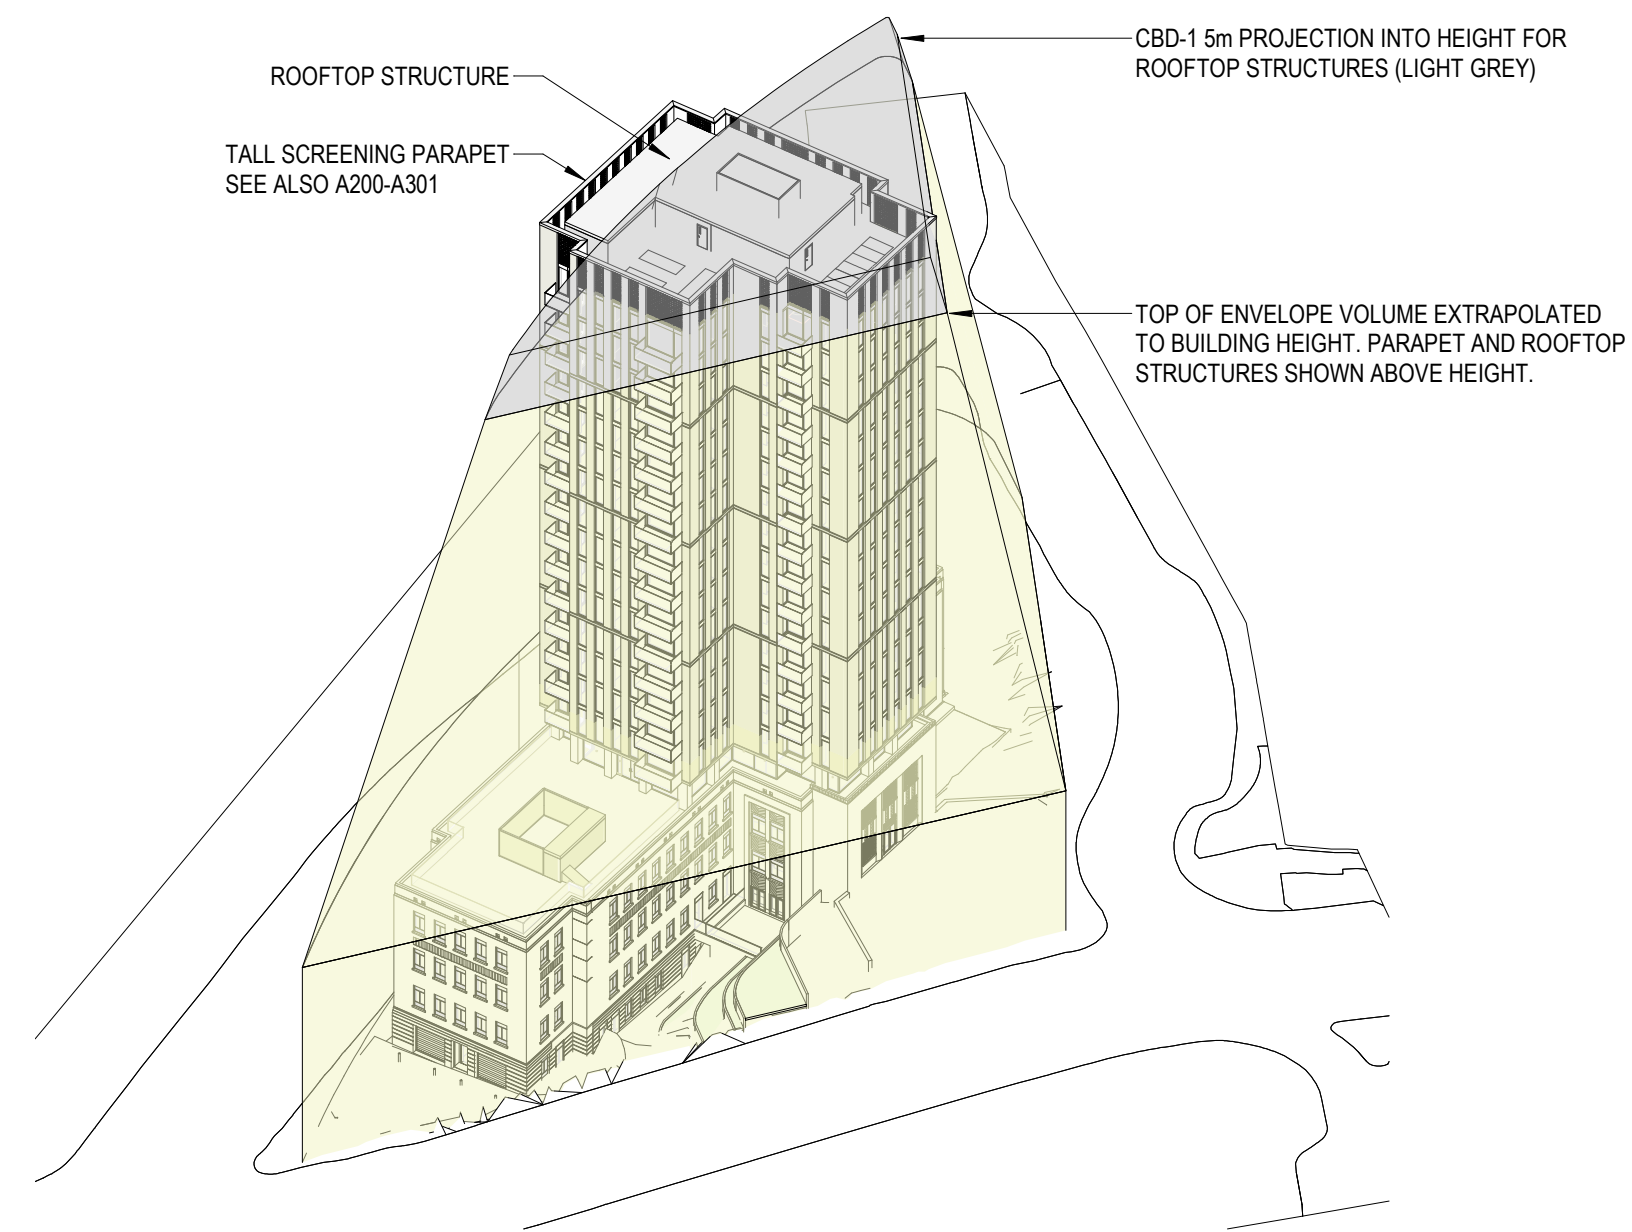 CBD-1 5m PROJECTION INTO HEIGHT FOR
ROOFTOP STRUCTURES (LIGHT GREY)
ROOFTOP STRUCTURE
TALL SCREENING PARAPET
SEE ALSO A200-A301
TOP OF ENVELOPE VOLUME EXTRAPOLATED
TO BUILDING HEIGHT. PARAPET AND ROOFTOP
STRUCTURES SHOWN ABOVE HEIGHT.